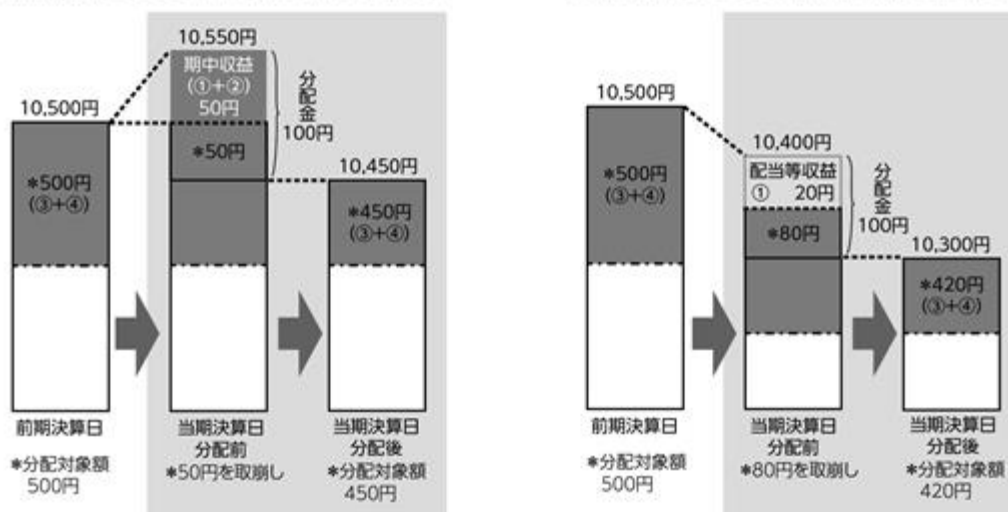 10,550円
期中収益
(①+②)
50円
分配金
100円
10,500円
*500円
(③+④)
*50円
10,450円
*450円
(③+④)
前期決算日
*分配対象額
500円
当期決算日
分配前
*50円を取崩し
当期決算日
分配後
*分配対象額
450円
10,500円
*500円
(③+④)
10,400円
配当等収益
① 20円
*80円
分配金
100円
10,300円
*420円
(③+④)
前期決算日
*分配対象額
500円
当期決算日
分配前
*80円を取崩し
当期決算日
分配後
*分配対象額
420円